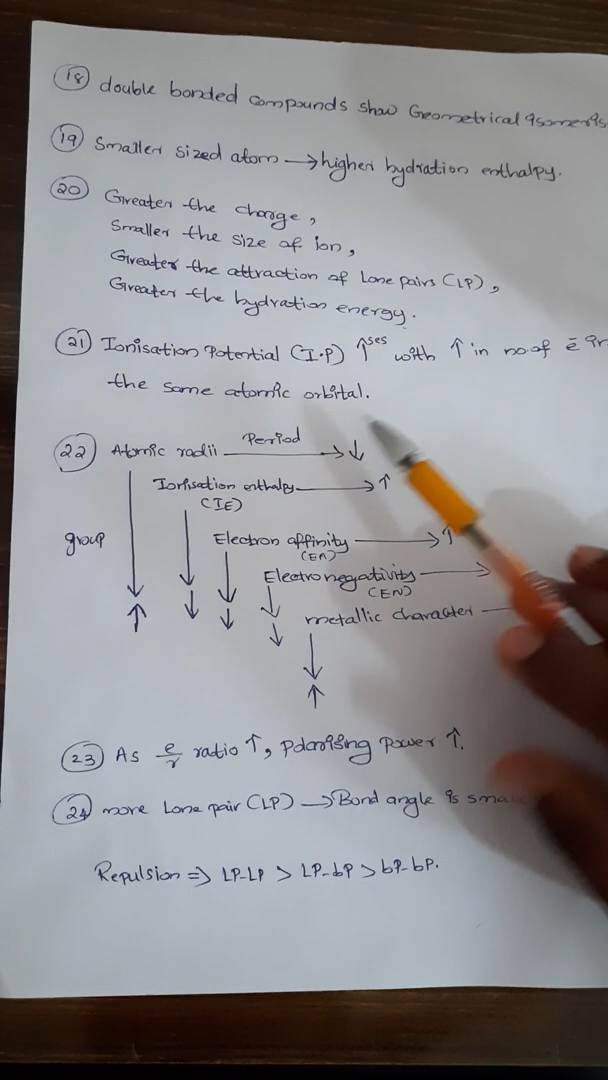 18 double bonded compounds show Geometrical isomeris
19 Smaller sized atom → higher hydration enthalpy.
20 Greater the charge,
Smaller the size of ion,
Greater the attraction of Lone pairs (LP),
Greater the hydration energy.
21 Ionisation Potential (I.P) ↑ses with ↑ in no of ē in
the same atomic orbital.
22 Atomic radii Period → ↓
Ionisation enthalpy → ↑
(IE)
group
Electron affinity → ↑
(EA)
Electronegativity →
(EN)
metallic character
↑ ↓ ↓ ↓ ↑
23 As e/r ratio ↑, Polarising Power ↑.
24 more Lone pair (LP) → Bond angle is small
Repulsion ⇒ LP-LP > LP-bP > bP-bP.